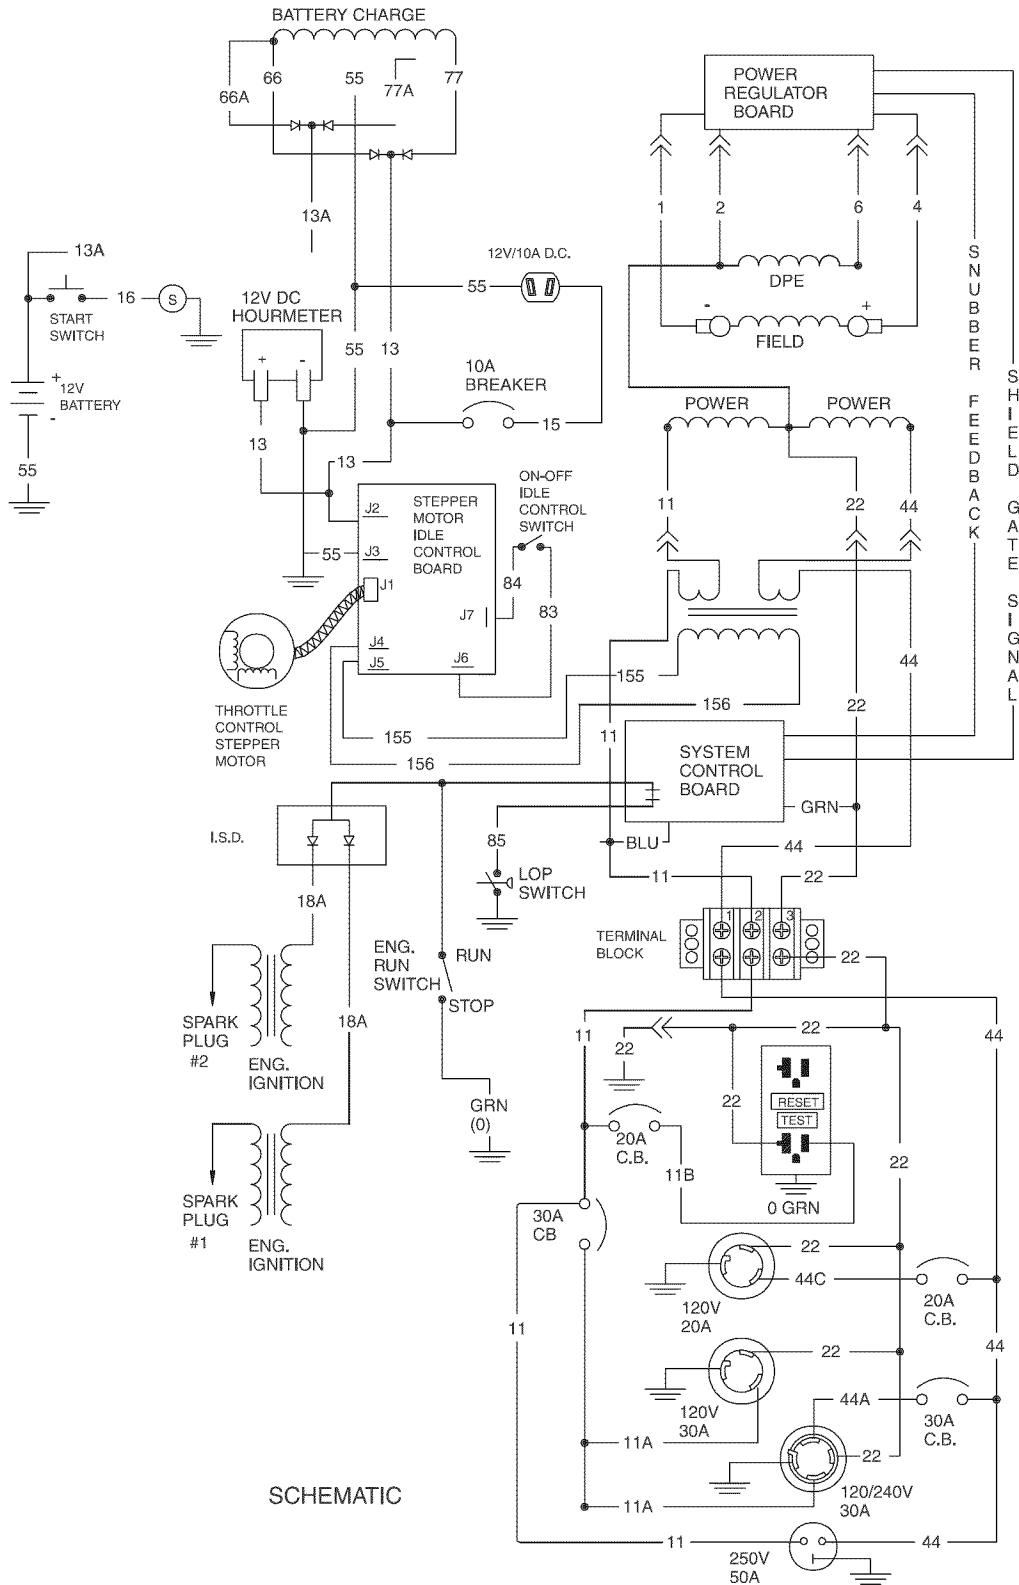 BATTERY CHARGE
66
55
77
66A
77A
13A
13A
16
S
START
SWITCH
+
12V
BATTERY
-
55
12V DC
HOURMETER
+
-
55
13
12V/10A D.C.
55
10A
BREAKER
15
13
13
55
J2
J3
J1
J4
J5
J6
J7
STEPPER
MOTOR
IDLE
CONTROL
BOARD
ON-OFF
IDLE
CONTROL
SWITCH
84
83
THROTTLE
CONTROL
STEPPER
MOTOR
155
156
155
156
POWER
REGULATOR
BOARD
1
2
6
4
DPE
-
+
FIELD
POWER
POWER
11
22
44
SNUBBER FEEDBACK
SHIELD GATE SIGNAL
44
22
11
SYSTEM
CONTROL
BOARD
GRN
BLU
44
11
22
I.S.D.
85
LOP
SWITCH
18A
18A
SPARK
PLUG
#2
ENG.
IGNITION
SPARK
PLUG
#1
ENG.
IGNITION
ENG.
RUN
SWITCH
RUN
STOP
GRN
(0)
TERMINAL
BLOCK
1
2
3
22
11
22
22
44
22
RESET
TEST
0 GRN
20A
C.B.
11B
22
30A
CB
22
44C
120V
20A
20A
C.B.
11
22
44
120V
30A
44A
30A
C.B.
11A
22
11A
120/240V
30A
11
44
250V
50A
SCHEMATIC